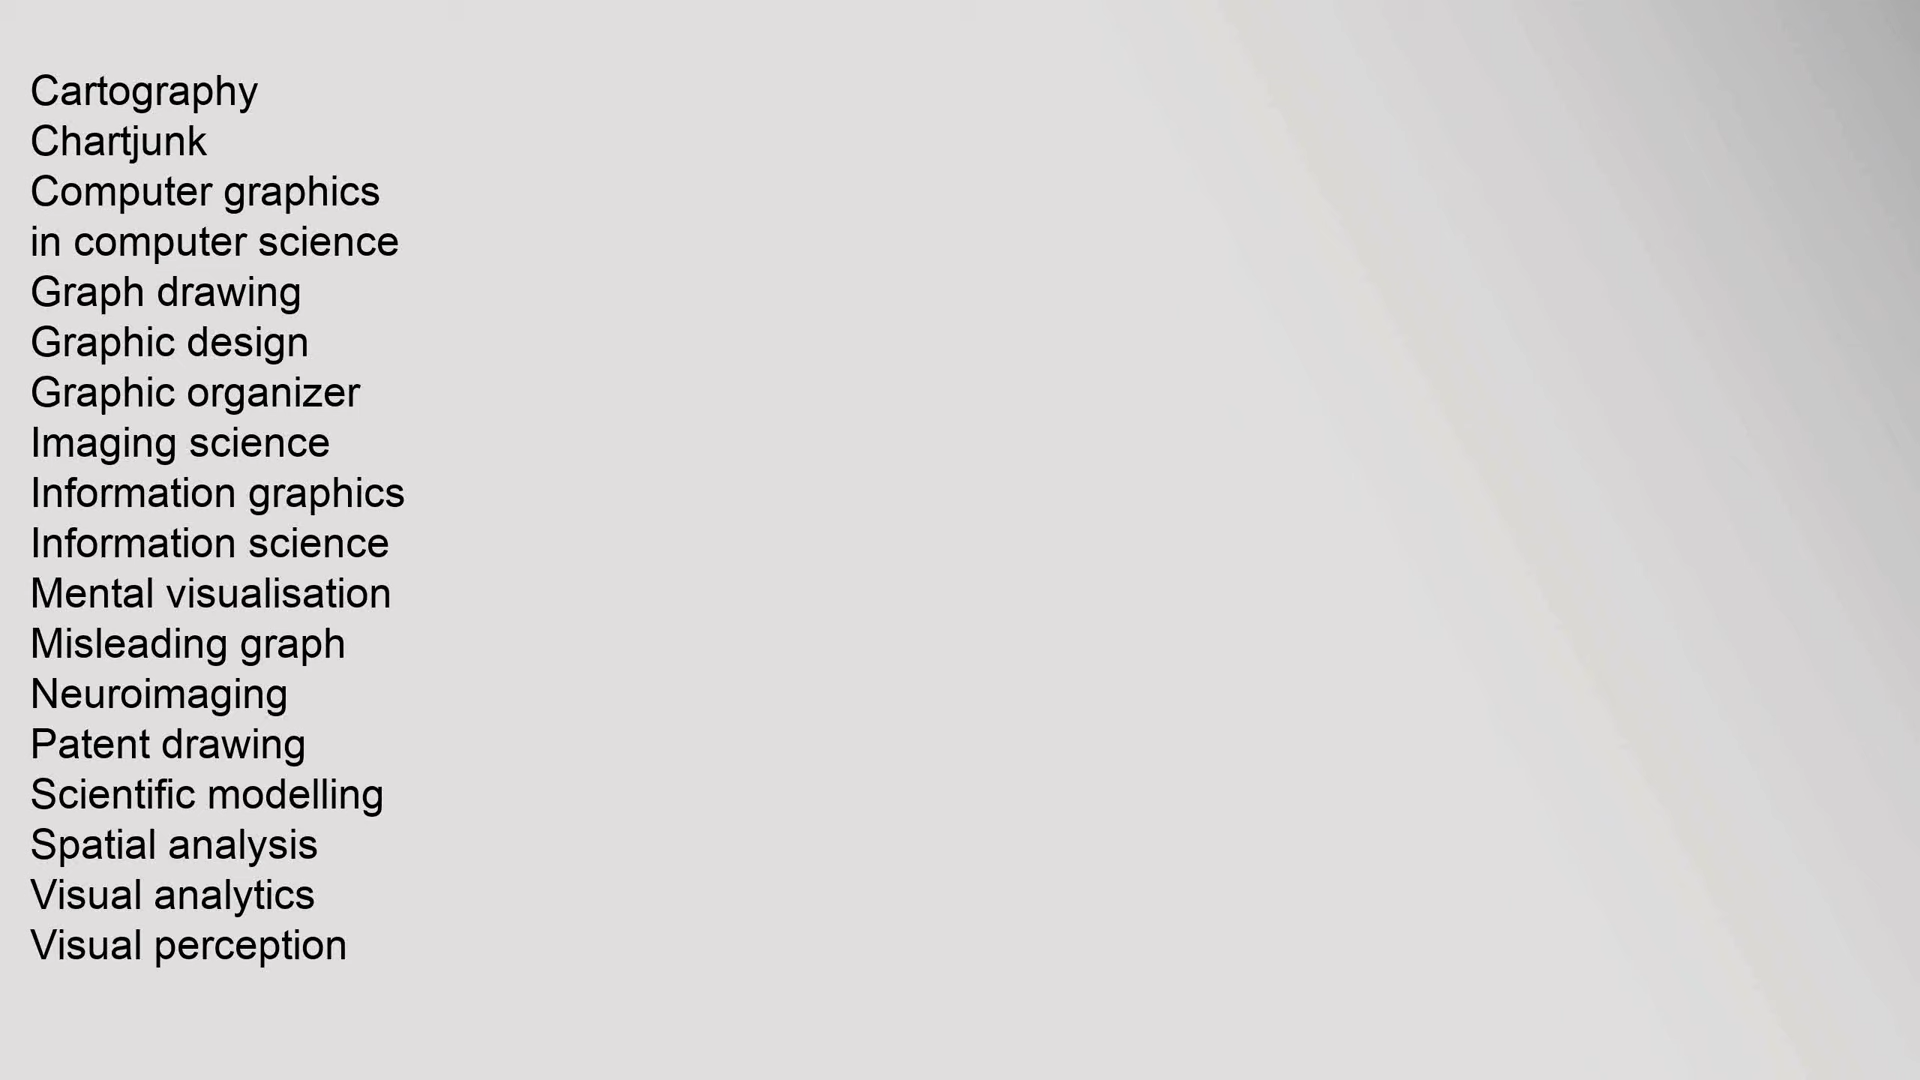 Cartography
Chartjunk
Computer graphics
in computer science
Graph drawing
Graphic design
Graphic organizer
Imaging science
Information graphics
Information science
Mental visualisation
Misleading graph
Neuroimaging
Patent drawing
Scientific modelling
Spatial analysis
Visual analytics
Visual perception